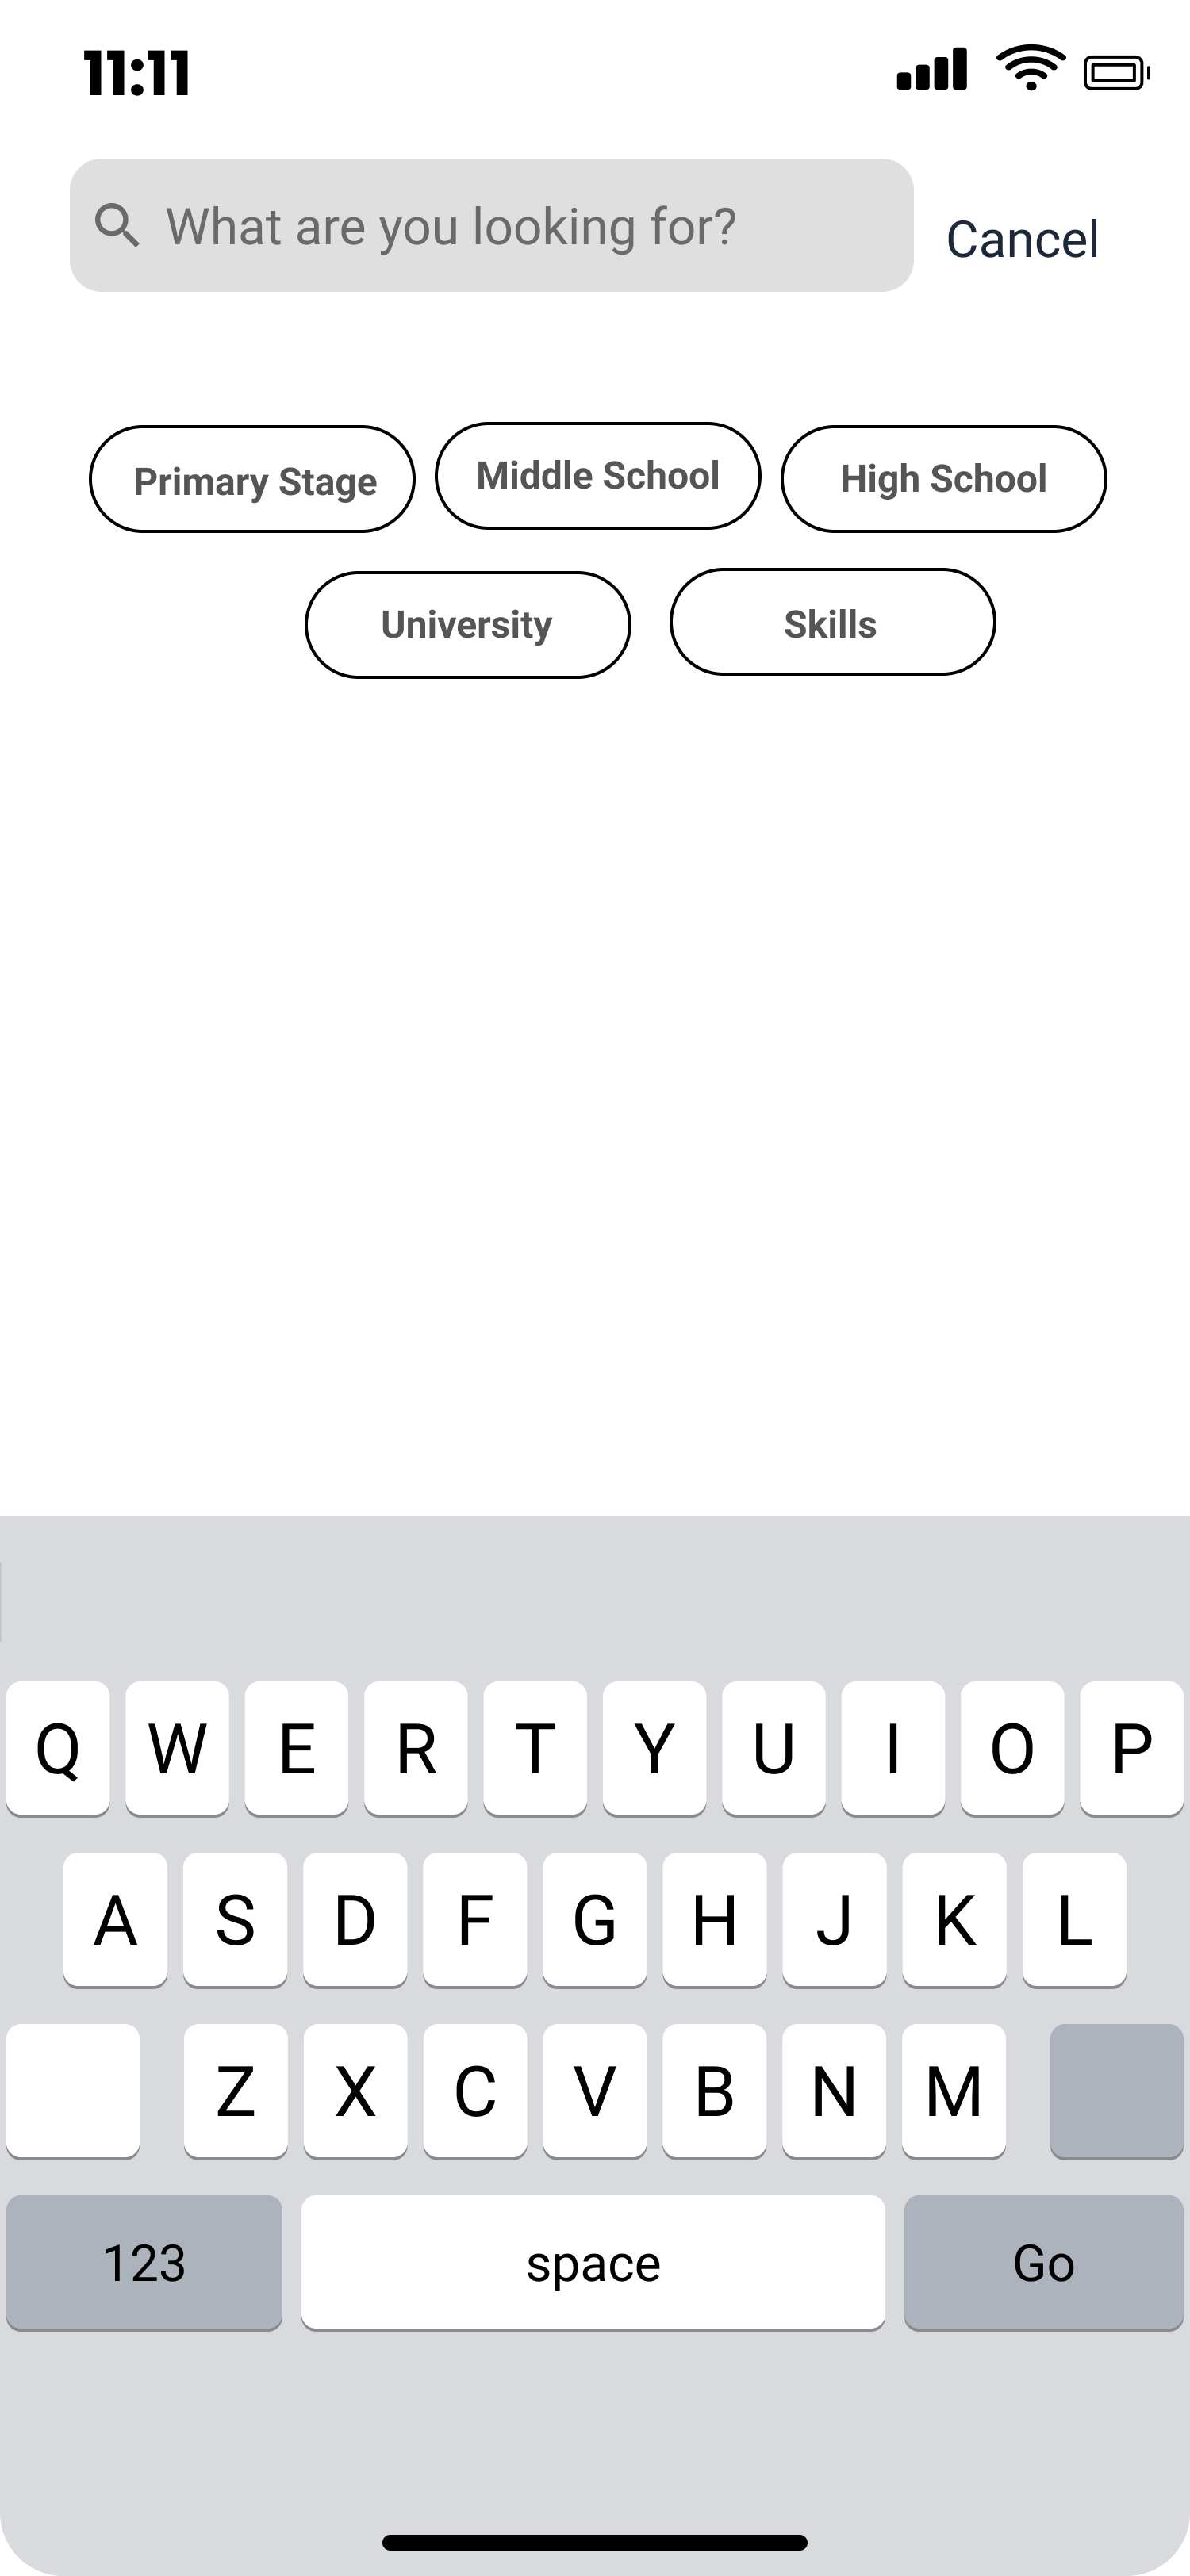 11:11
What are you looking for?
Cancel
Primary Stage
Middle School
High School
University
Skills
Q W E R T Y U I O P
A S D F G H J K L
Z X C V B N M
123 space Go